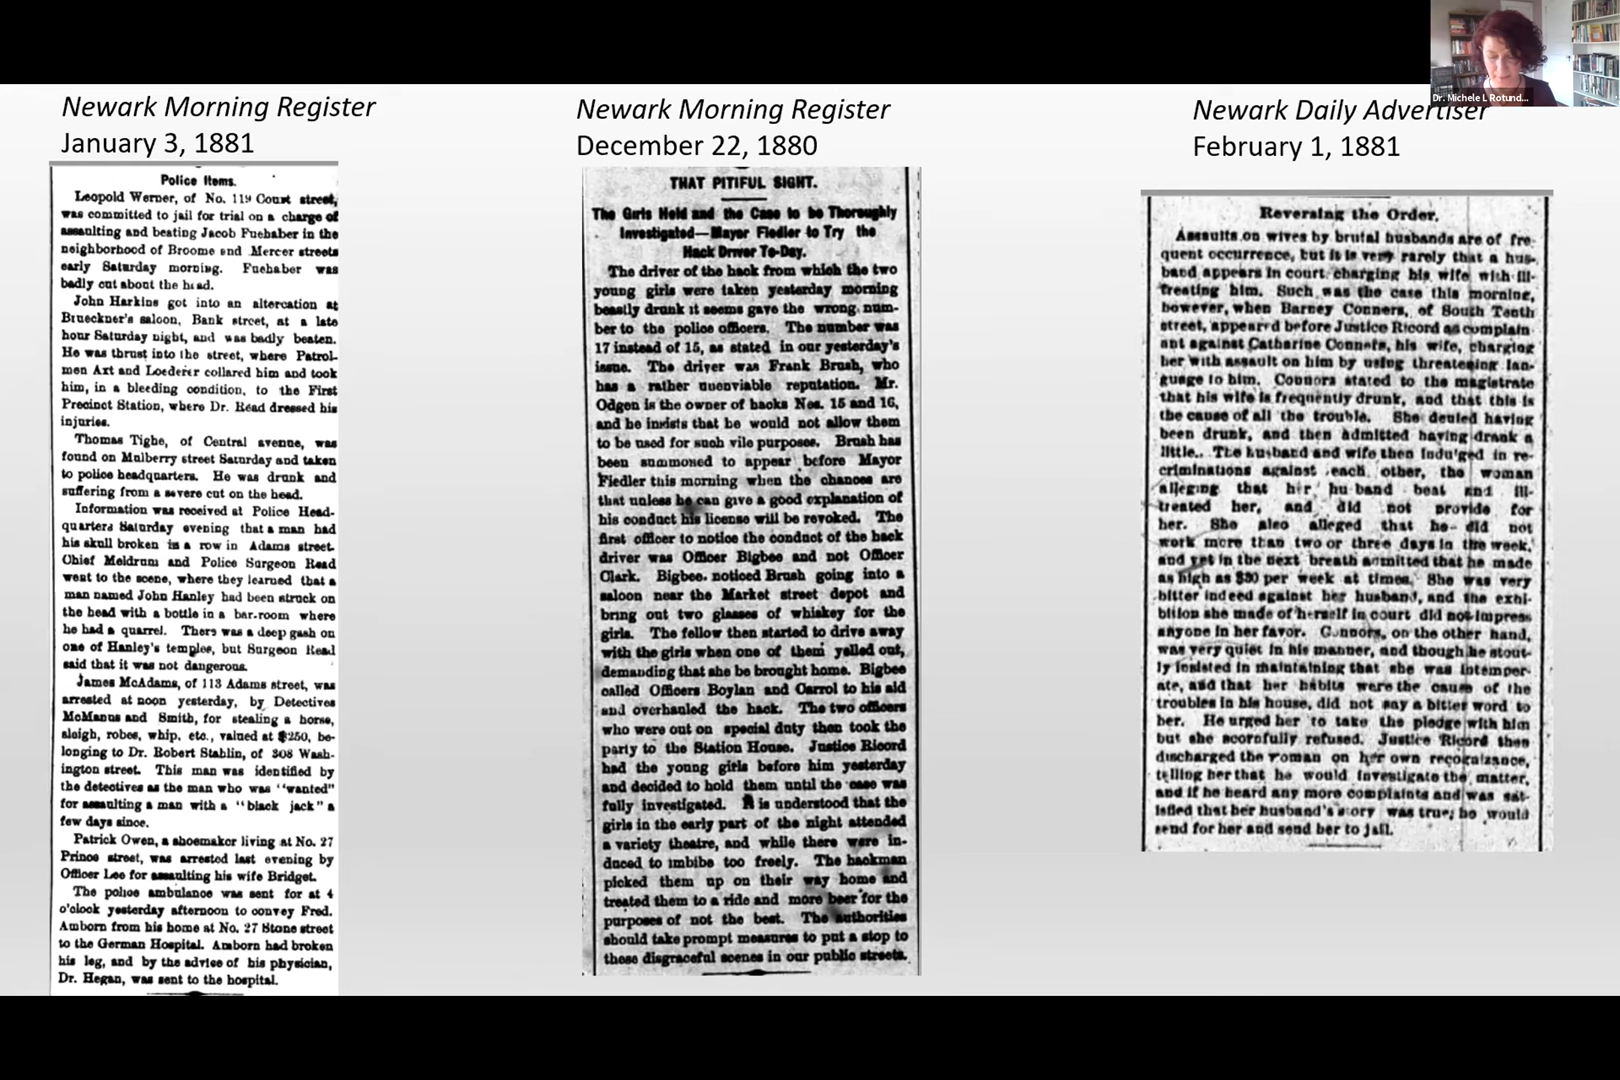 Dr. Michele L Rotund...
Newark Morning Register
January 3, 1881
Police Items.
Leopold Werner, of No. 119 Court street,
was committed to jail for trial on a charge of
assaulting and beating Jacob Fuehaber in the
neighborhood of Broome and Mercer streets
early Saturday morning. Fuehaber was
badly cut about the head.
John Harkins got into an altercation at
Brueckner's saloon, Bank street, at a late
hour Saturday night, and was badly beaten.
He was thrust into the street, where Patrol-
men Art and Loederer collared him and took
him, in a bleeding condition, to the First
Precinct Station, where Dr. Read dressed his
injuries.
Thomas Tighe, of Central avenue, was
found on Mulberry street Saturday and taken
to police headquarters. He was drunk and
suffering from a severe cut on the head.
Information was received at Police Head-
quarters Saturday evening that a man had
his skull broken in a row in Adams street.
Chief Meldrum and Police Surgeon Read
went to the scene, where they learned that a
man named John Hanley had been struck on
the head with a bottle in a bar-room where
he had a quarrel. There was a deep gash on
one of Hanley's temples, but Surgeon Read
said that it was not dangerous.
James McAdams, of 113 Adams street, was
arrested at noon yesterday, by Detectives
McManus and Smith, for stealing a horse,
sleigh, robes, whip, etc., valued at $250, be-
longing to Dr. Robert Stablin, of 308 Wash-
ington street. This man was identified by
the detectives as the man who was "wanted"
for assaulting a man with a "black jack" a
few days since.
Patrick Owen, a shoemaker living at No. 27
Prince street, was arrested last evening by
Officer Lee for assaulting his wife Bridget.
The police ambulance was sent for at 4
o'clock yesterday afternoon to convey Fred.
Amborn from his home at No. 27 Stone street
to the German Hospital. Amborn had broken
his leg, and by the advice of his physician,
Dr. Hegan, was sent to the hospital.
Newark Morning Register
December 22, 1880
THAT PITIFUL SIGHT.
The Girls Held and the Case to be Thoroughly
Investigated—Mayor Fiedler to Try the
Hack Driver To-Day.
The driver of the hack from which the two
young girls were taken yesterday morning
beastly drunk it seems gave the wrong num-
ber to the police officers. The number was
17 instead of 15, as stated in our yesterday's
issue. The driver was Frank Brush, who
has a rather unenviable reputation. Mr.
Odgen is the owner of hacks Nos. 15 and 16,
and he insists that he would not allow them
to be used for such vile purposes. Brush has
been summoned to appear before Mayor
Fiedler this morning when the chances are
that unless he can give a good explanation of
his conduct his license will be revoked. The
first officer to notice the conduct of the hack
driver was Officer Bigbee and not Officer
Clark. Bigbee noticed Brush going into a
saloon near the Market street depot and
bring out two glasses of whiskey for the
girls. The fellow then started to drive away
with the girls when one of them yelled out,
demanding that she be brought home. Bigbee
called Officers Boylan and Carrol to his aid
and overhauled the hack. The two officers
who were out on special duty then took the
party to the Station House. Justice Ricord
had the young girls before him yesterday
and decided to hold them until the case was
fully investigated. It is understood that the
girls in the early part of the night attended
a variety theatre, and while there were in-
duced to imbibe too freely. The hackman
picked them up on their way home and
treated them to a ride and more beer for the
purposes of not the best. The authorities
should take prompt measures to put a stop to
these disgraceful scenes in our public streets.
Newark Daily Advertiser
February 1, 1881
Reversing the Order.
Assaults on wives by brutal husbands are of fre-
quent occurrence, but it is very rarely that a hus-
band appears in court charging his wife with ill-
treating him. Such was the case this morning,
however, when Barney Conners, of South Tenth
street, appeared before Justice Ricord as complain
ant against Catharine Connets, his wife, charging
her with assault on him by using threatening lan-
guage to him. Connors stated to the magistrate
that his wife is frequently drunk, and that this is
the cause of all the trouble. She denied having
been drunk, and then admitted having drank a
little. The husband and wife then indulged in re-
criminations against each other, the woman
alleging that her husband beat and ill-
treated her, and did not provide for
her. She also alleged that he did not
work more than two or three days in the week,
and yet in the next breath admitted that he made
as high as $30 per week at times. She was very
bitter indeed against her husband, and the exhi-
bition she made of herself in court did not impress
anyone in her favor. Connors, on the other hand,
was very quiet in his manner, and though he stout-
ly insisted in maintaining that she was intemper-
ate, and that her habits were the cause of the
troubles in his house, did not say a bitter word to
her. He urged her to take the pledge with him
but she scornfully refused. Justice Ricord then
discharged the woman on her own recognizance,
telling her that he would investigate the matter,
and if he heard any more complaints and was sat-
isfied that her husband's story was true, he would
send for her and send her to jail.